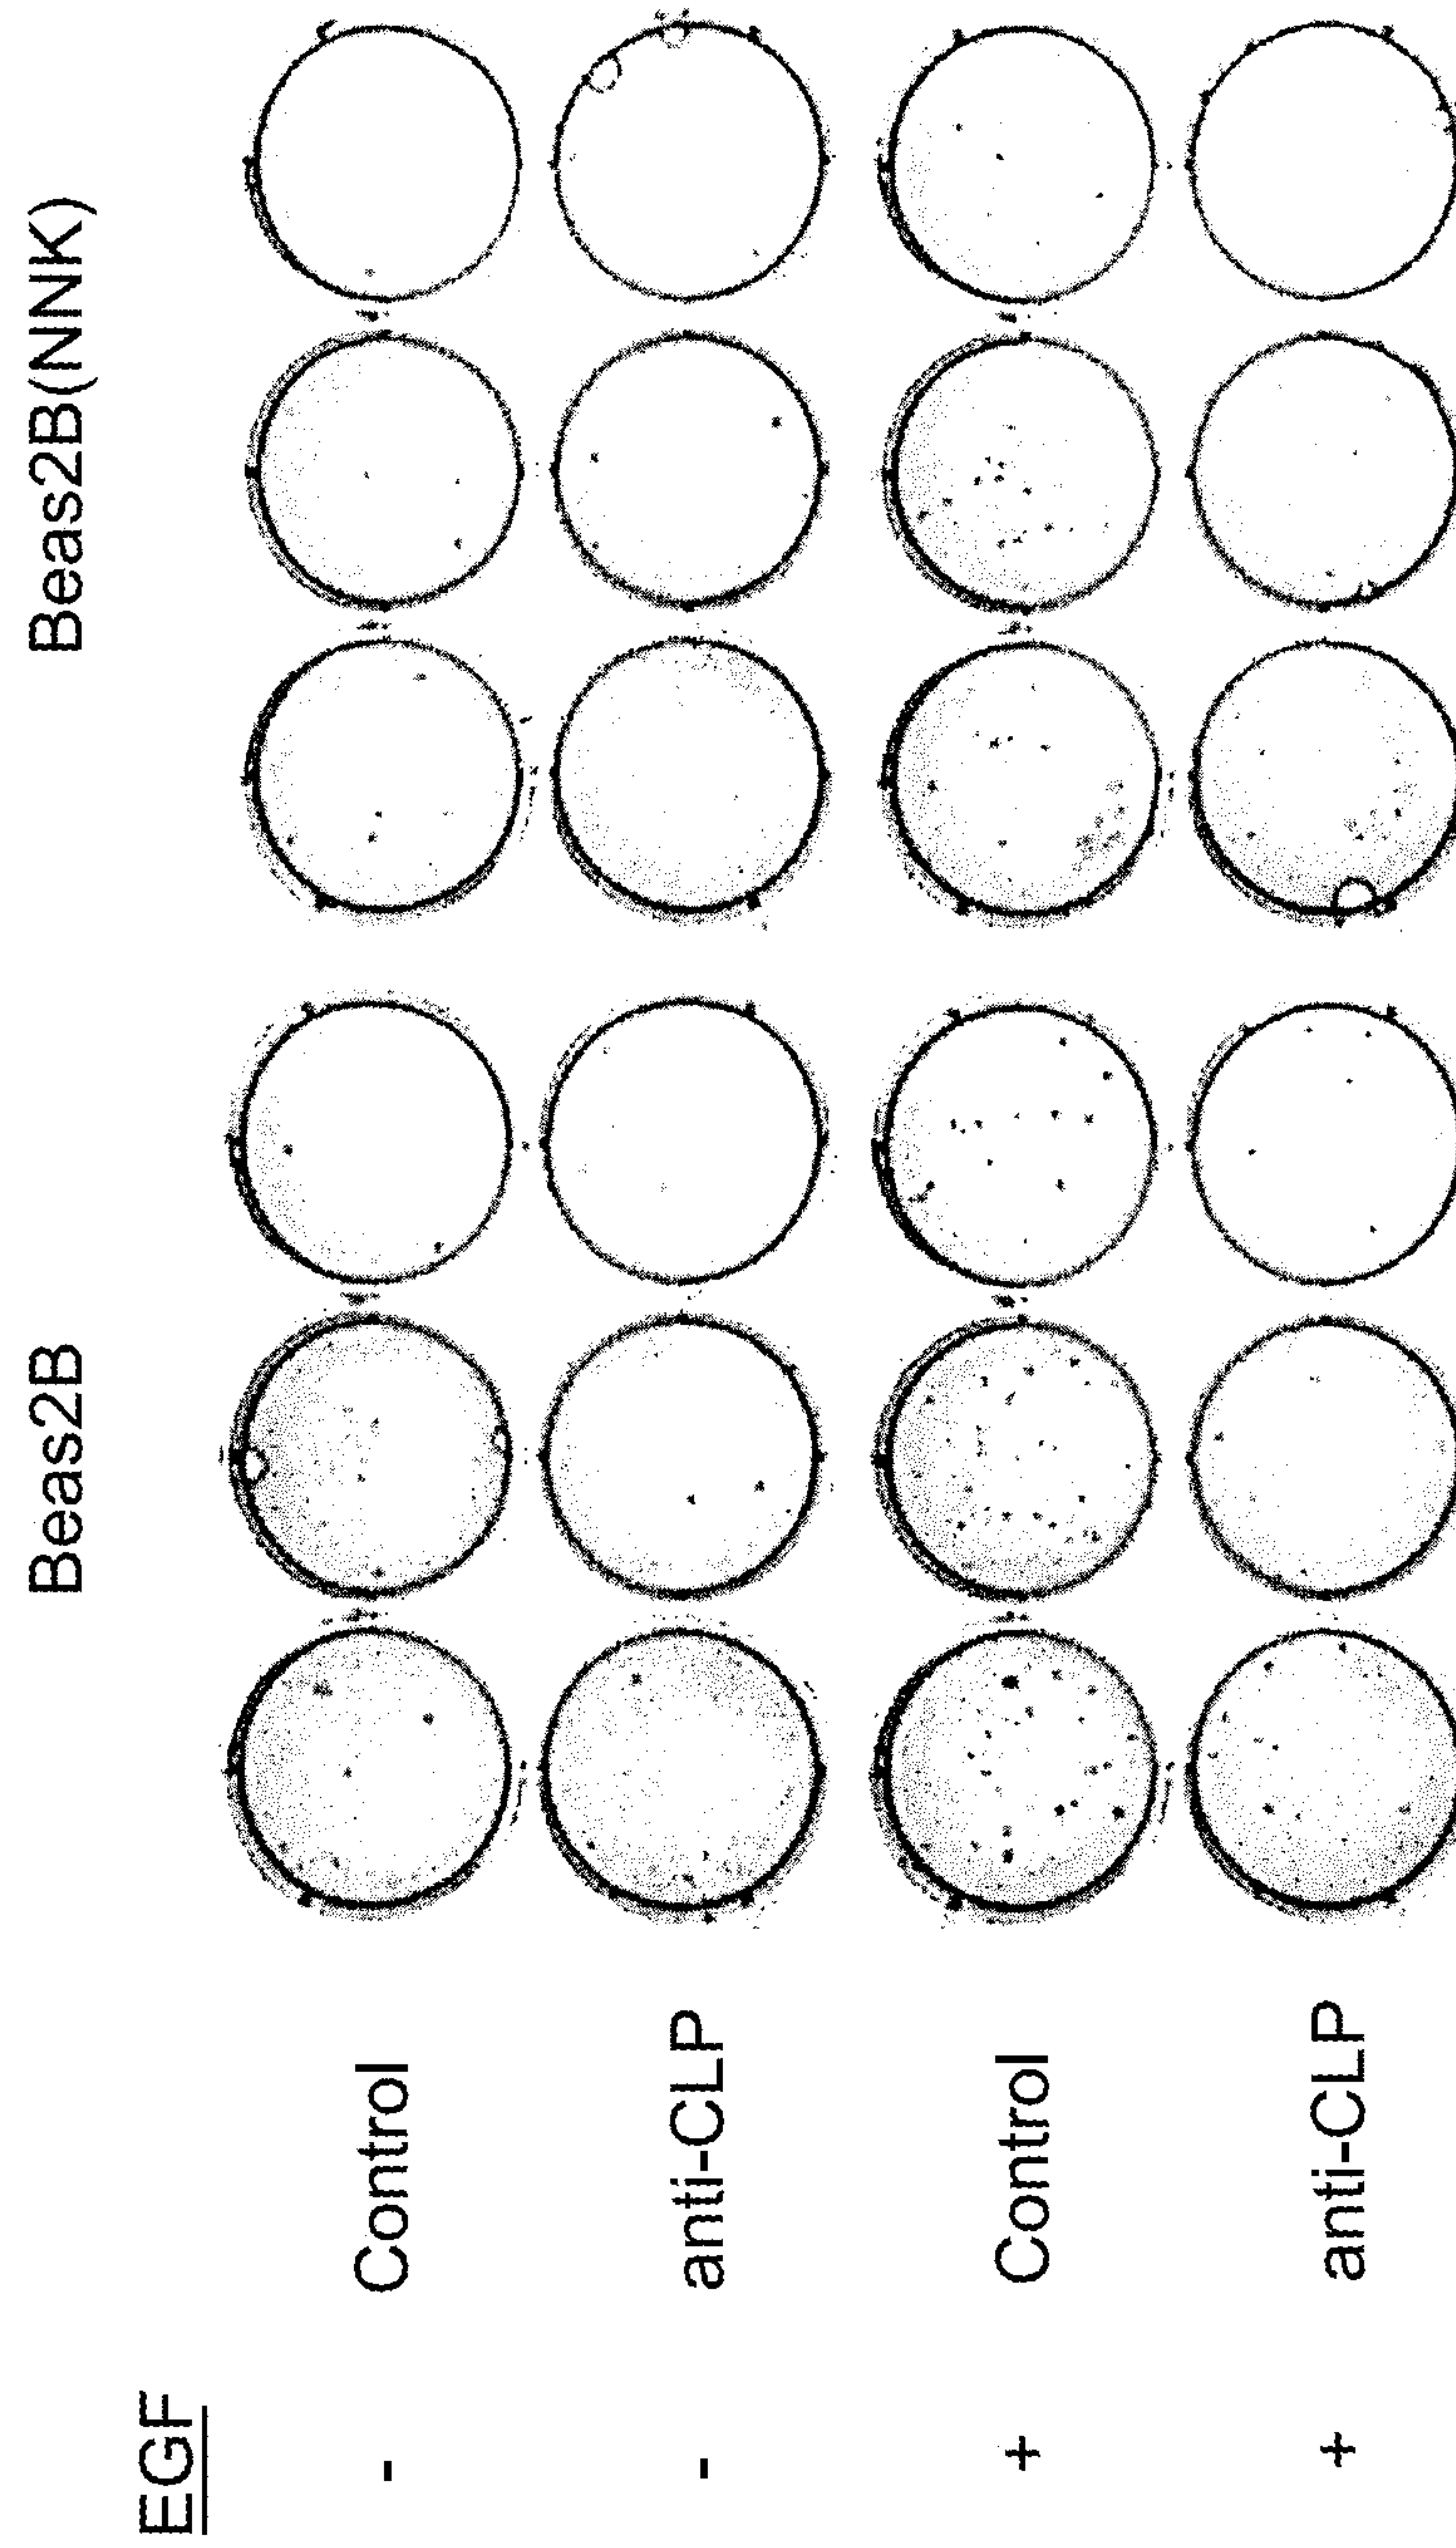 Beas2B Beas2B(NNK)
EGF
- Control
- anti-CLP
+ Control
+ anti-CLP